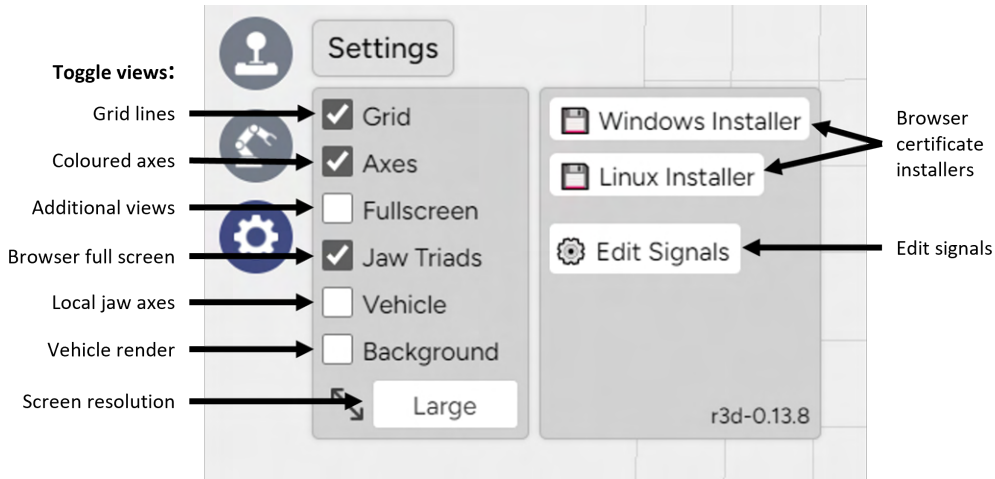 Settings
Toggle views:
Grid lines
Coloured axes
Additional views
Browser full screen
Local jaw axes
Vehicle render
Screen resolution
Grid
Axes
Fullscreen
Jaw Triads
Vehicle
Background
Large
Windows Installer
Linux Installer
Edit Signals
r3d-0.13.8
Browser
certificate
installers
Edit signals